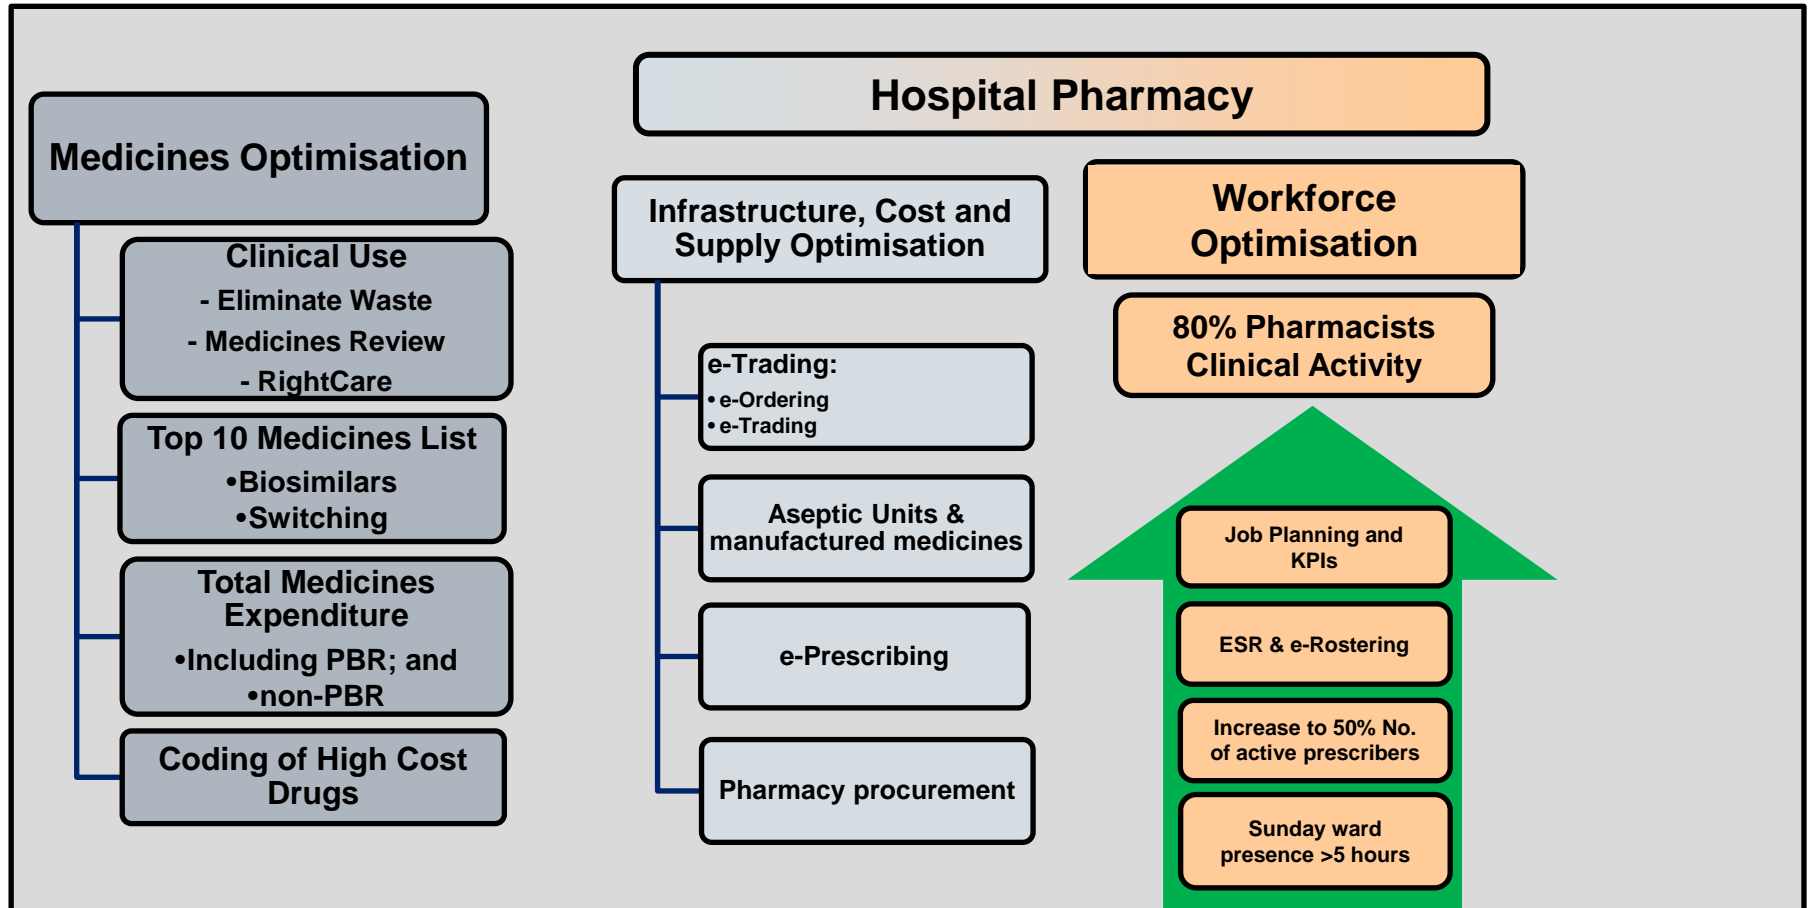 Hospital Pharmacy
Medicines Optimisation
Clinical Use
- Eliminate Waste
- Medicines Review
- RightCare
Top 10 Medicines List
•Biosimilars
•Switching
Total Medicines
Expenditure
•Including PBR; and
•non-PBR
Coding of High Cost
Drugs
Infrastructure, Cost and
Supply Optimisation
e-Trading:
• e-Ordering
• e-Trading
Aseptic Units &
manufactured medicines
e-Prescribing
Pharmacy procurement
Workforce
Optimisation
80% Pharmacists
Clinical Activity
Job Planning and
KPIs
ESR & e-Rostering
Increase to 50% No.
of active prescribers
Sunday ward
presence >5 hours